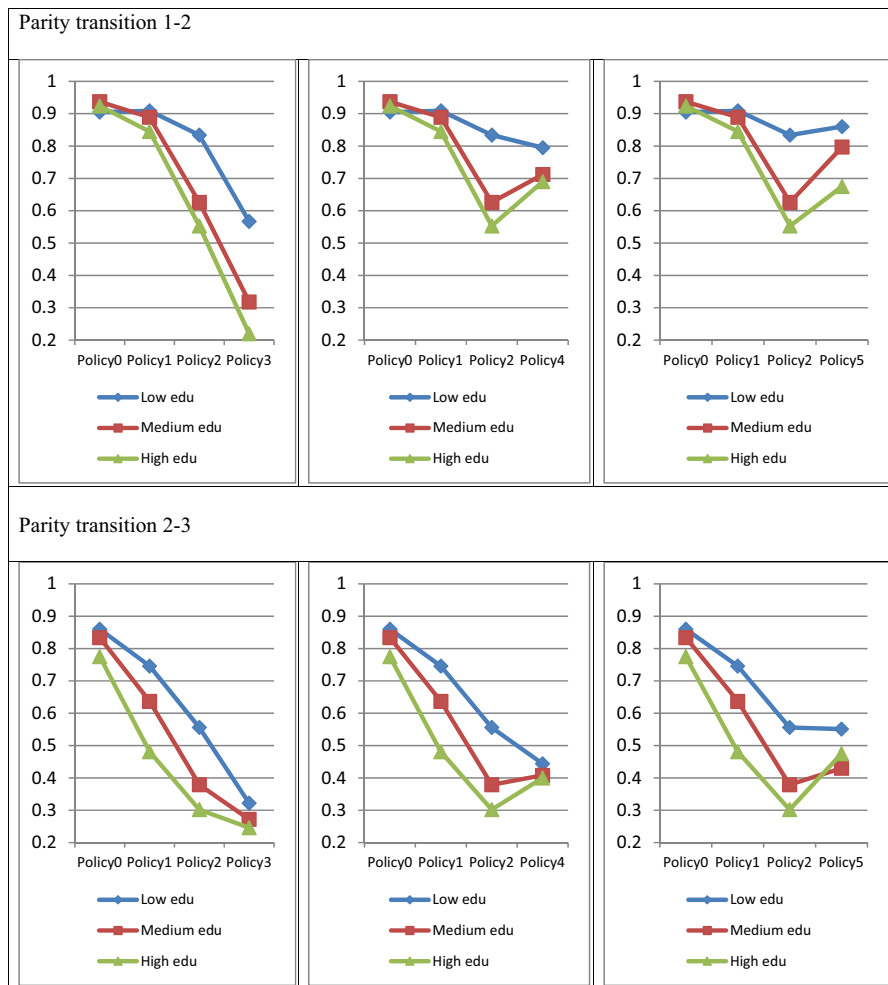 Parity transition 1-2
1
0.9
0.8
0.7
0.6
0.5
0.4
0.3
0.2
Policy0 Policy1 Policy2 Policy3
Low edu
Medium edu
High edu
1
0.9
0.8
0.7
0.6
0.5
0.4
0.3
0.2
Policy0 Policy1 Policy2 Policy4
Low edu
Medium edu
High edu
1
0.9
0.8
0.7
0.6
0.5
0.4
0.3
0.2
Policy0 Policy1 Policy2 Policy5
Low edu
Medium edu
High edu
Parity transition 2-3
1
0.9
0.8
0.7
0.6
0.5
0.4
0.3
0.2
Policy0 Policy1 Policy2 Policy3
Low edu
Medium edu
High edu
1
0.9
0.8
0.7
0.6
0.5
0.4
0.3
0.2
Policy0 Policy1 Policy2 Policy4
Low edu
Medium edu
High edu
1
0.9
0.8
0.7
0.6
0.5
0.4
0.3
0.2
Policy0 Policy1 Policy2 Policy5
Low edu
Medium edu
High edu